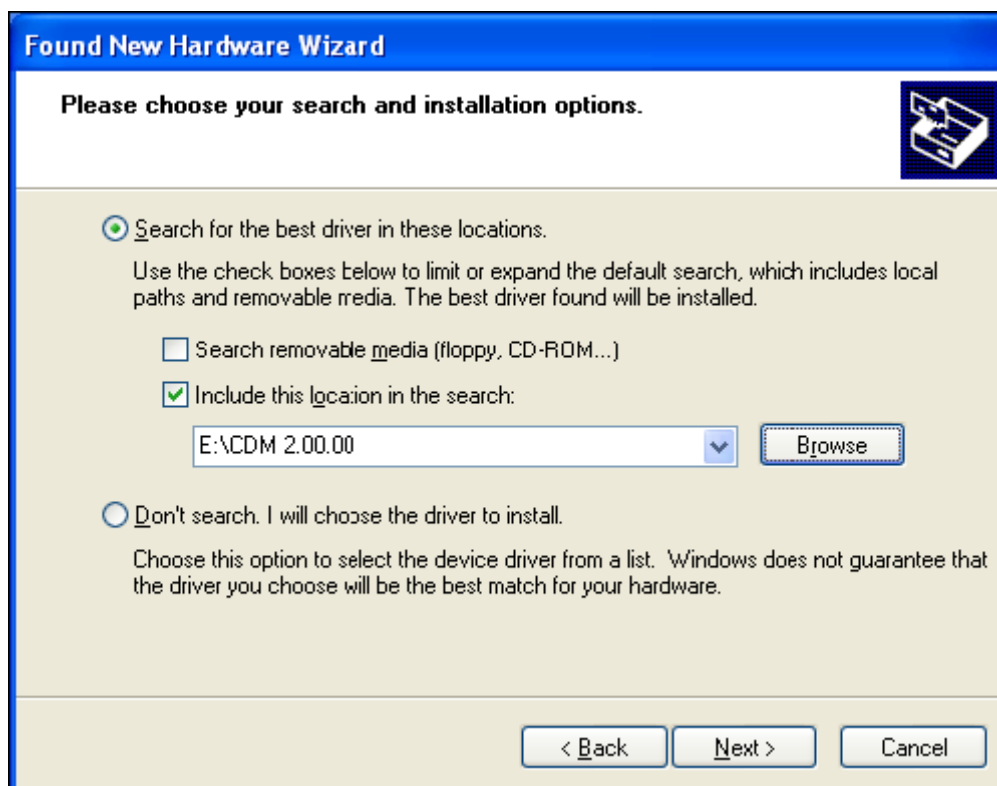 Found New Hardware Wizard
Please choose your search and installation options.
Search for the best driver in these locations.
Use the check boxes below to limit or expand the default search, which includes local
paths and removable media. The best driver found will be installed.
Search removable media (floppy, CD-ROM...)
Include this location in the search:
E:\CDM 2.00.00
Browse
Don't search. I will choose the driver to install.
Choose this option to select the device driver from a list.  Windows does not guarantee that
the driver you choose will be the best match for your hardware.
< Back
Next >
Cancel